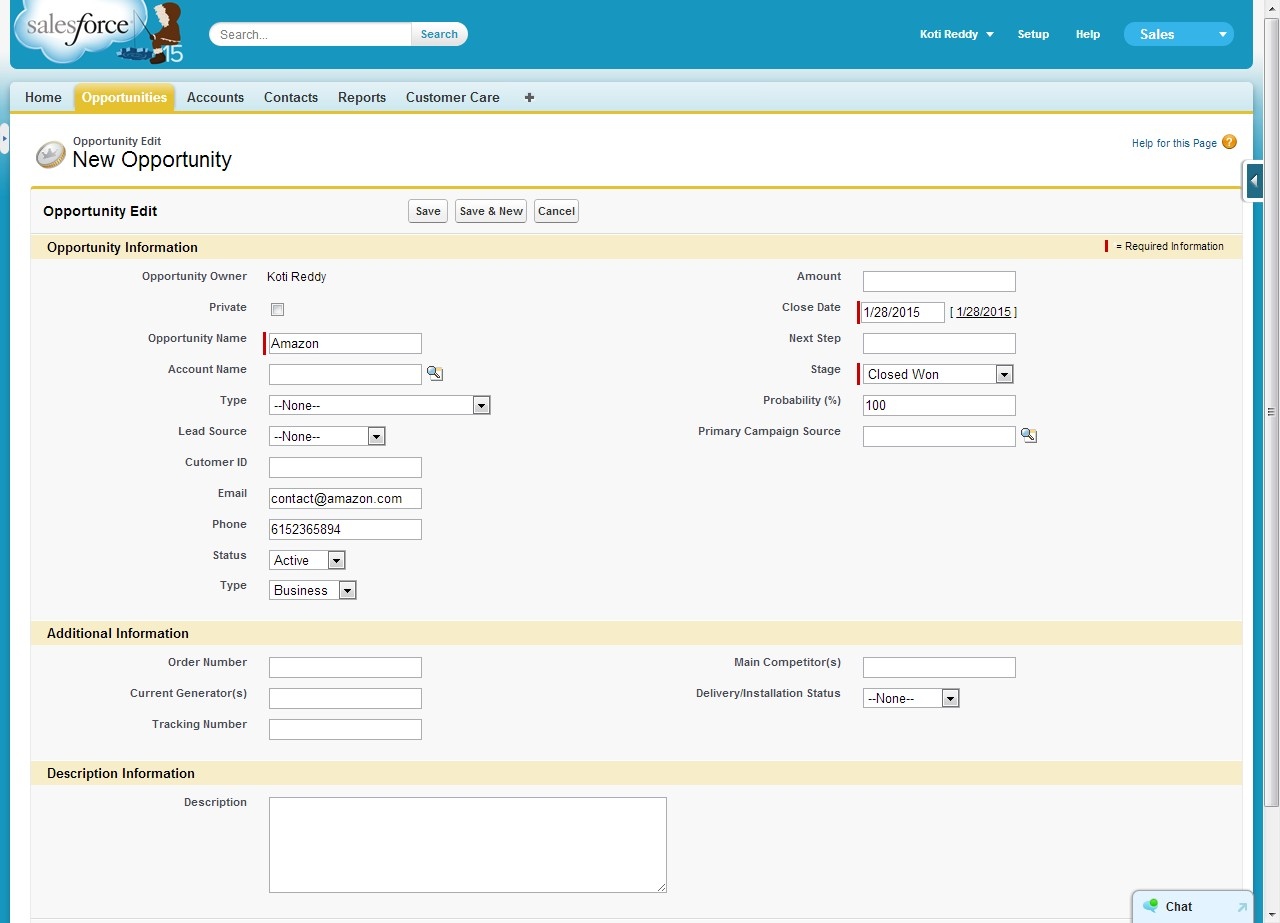 salesforce
15
Search... Search
Koti Reddy Setup Help Sales
Home Opportunities Accounts Contacts Reports Customer Care +
Opportunity Edit
New Opportunity
Help for this Page ?
Opportunity Edit Save Save & New Cancel
Opportunity Information = Required Information
Opportunity Owner Koti Reddy Amount
Private Close Date 1/28/2015 [ 1/28/2015 ]
Opportunity Name Amazon Next Step
Account Name Stage Closed Won
Type --None-- Probability (%) 100
Lead Source --None-- Primary Campaign Source
Cutomer ID
Email contact@amazon.com
Phone 6152365894
Status Active
Type Business
Additional Information
Order Number Main Competitor(s)
Current Generator(s) Delivery/Installation Status --None--
Tracking Number
Description Information
Description
Chat